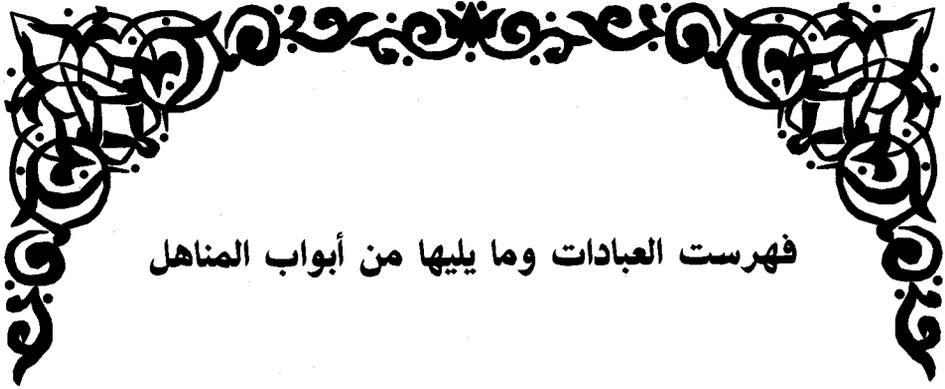 فهرست العبادات وما يليها من أبواب المناهل